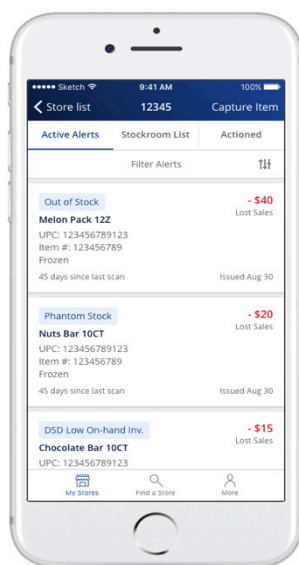 Sketch 9:41 AM 100%
Store list 12345 Capture Item
Active Alerts Stockroom List Actioned
Filter Alerts
Out of Stock - $40
Lost Sales
Melon Pack 12Z
UPC: 123456789123
Item #: 123456789
Frozen
45 days since last scan Issued Aug 30
Phantom Stock - $20
Lost Sales
Nuts Bar 10CT
UPC: 123456789123
Item #: 123456789
Frozen
45 days since last scan Issued Aug 30
DSD Low On-hand Inv. - $15
Lost Sales
Chocolate Bar 10CT
UPC: 123456789123
My Stores Find a Store More